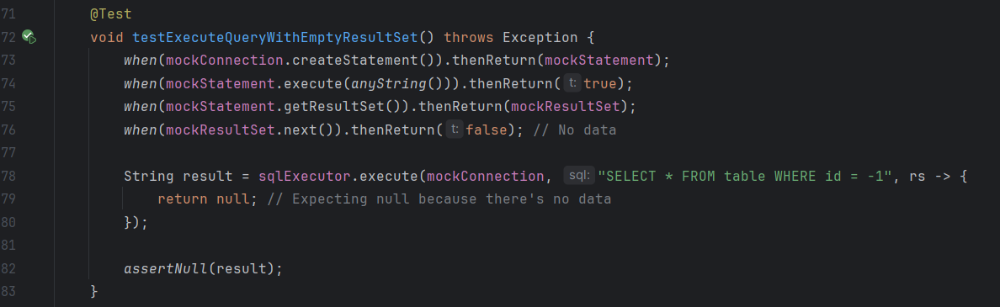 71 @Test
72 void testExecuteQueryWithEmptyResultSet() throws Exception {
73 when(mockConnection.createStatement()).thenReturn(mockStatement);
74 when(mockStatement.execute(anyString())).thenReturn( t: true);
75 when(mockStatement.getResultSet()).thenReturn(mockResultSet);
76 when(mockResultSet.next()).thenReturn( t: false); // No data
77
78 String result = sqlExecutor.execute(mockConnection, sql: "SELECT * FROM table WHERE id = -1", rs -> {
79 return null; // Expecting null because there's no data
80 });
81
82 assertNull(result);
83 }